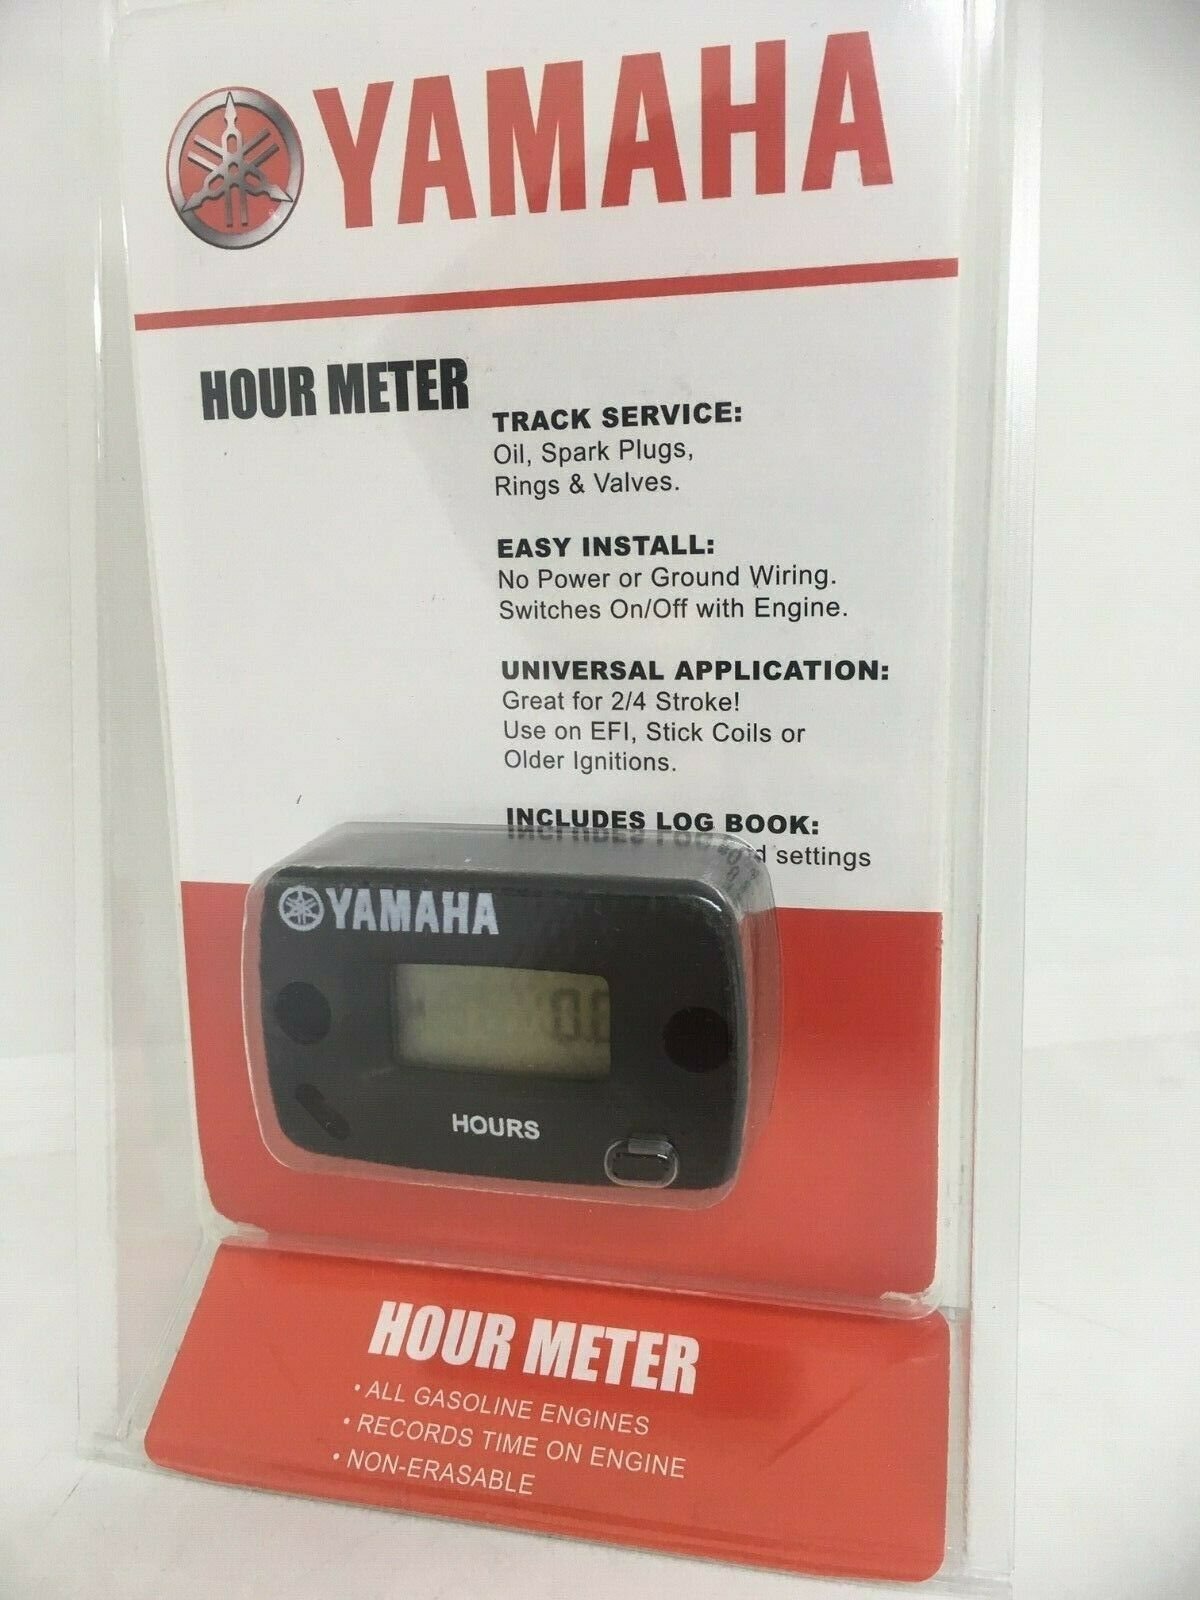 YAMAHA
HOUR METER
TRACK SERVICE:
Oil, Spark Plugs,
Rings & Valves.
EASY INSTALL:
No Power or Ground Wiring.
Switches On/Off with Engine.
UNIVERSAL APPLICATION:
Great for 2/4 Stroke!
Use on EFI, Stick Coils or
Older Ignitions.
INCLUDES LOG BOOK:
settings
YAMAHA
HOURS
HOUR METER
• ALL GASOLINE ENGINES
• RECORDS TIME ON ENGINE
• NON-ERASABLE